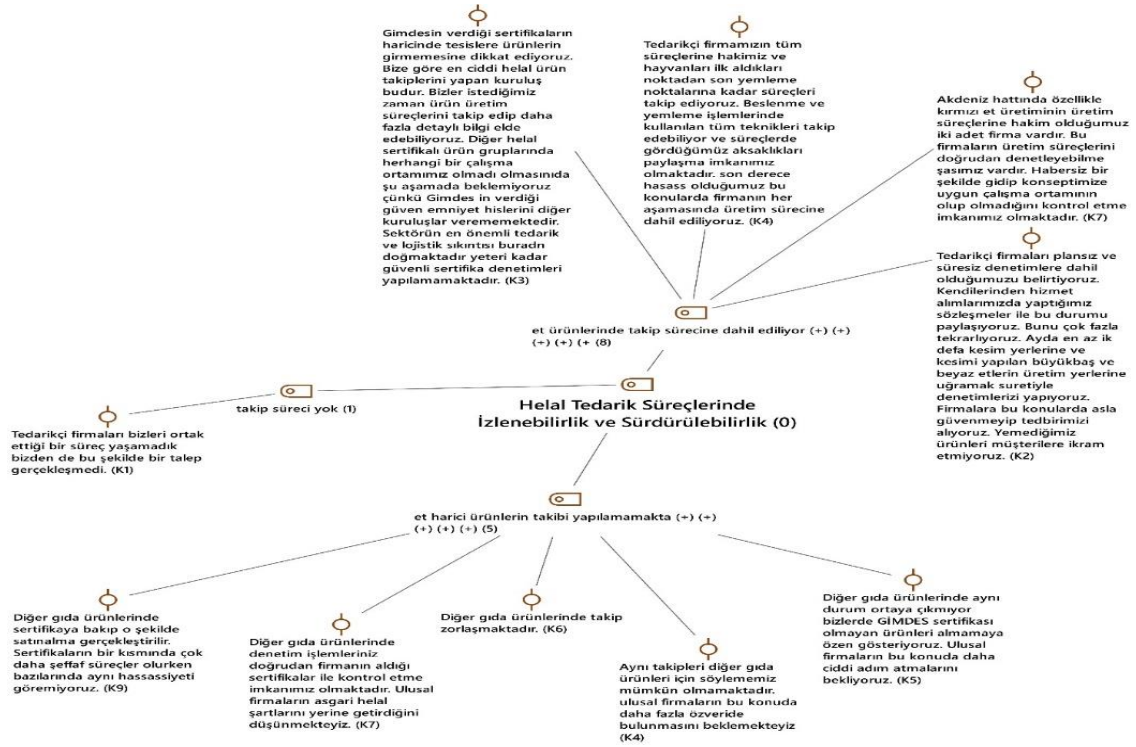 Gimdesin verdiği sertifikaların
haricinde tesislere ürünlerin
girmemesine dikkat ediyoruz.
Bize göre en ciddi helal ürün
takiplerini yapan kuruluş
budur. Bizler istediğimiz
zaman ürün üretim
süreçlerini takip edip daha
fazla detaylı bilgi elde
edebiliyoruz. Diğer helal
sertifikalı ürün gruplarında
herhangi bir çalışma
ortamımız olmadı olmasınıda
şu aşamada beklemiyoruz
çünkü Gimdes in verdiği
güven emniyet hislerini diğer
kuruluşlar verememektedir.
Sektörün en önemli tedarik
ve lojistik sıkıntısı buradn
doğmaktadır yeteri kadar
güvenli sertifika denetimleri
yapılamamaktadır. (K3)
Tedarikçi firmamızın tüm
süreçlerine hakimiz ve
hayvanları ilk aldıkları
noktadan son yemleme
noktalarına kadar süreçleri
takip ediyoruz. Beslenme ve
yemleme işlemlerinde
kullanılan tüm teknikleri takip
edebiliyor ve süreçlerde
gördüğümüz aksaklıkları
paylaşma imkanımız
olmaktadır. son derece
hasass olduğumuz bu
konularda firmanın her
aşamasında üretim sürecine
dahil ediliyoruz. (K4)
Akdeniz hattında özellikle
kırmızı et üretiminin üretim
süreçlerine hakim olduğumuz
iki adet firma vardır. Bu
firmaların üretim süreçlerini
doğrudan denetleyebilme
şasımız vardır. Habersiz bir
şekilde gidip konseptimize
uygun çalışma ortamının
olup olmadığını kontrol etme
imkanımız olmaktadır. (K7)
Tedarikçi firmaları plansız ve
süresiz denetimlere dahil
olduğumuzu belirtiyoruz.
Kendilerinden hizmet
alımlarımızda yaptığımız
sözleşmeler ile bu durumu
paylaşıyoruz. Bunu çok fazla
tekrarlıyoruz. Ayda en az ik
defa kesim yerlerine ve
kesimi yapılan büyükbaş ve
beyaz etlerin üretim yerlerine
uğramak suretiyle
denetimlerizi yapıyoruz.
Firmalara bu konularda asla
güvenmeyip tedbirimizi
alıyoruz. Yemediğimiz
ürünleri müşterilere ikram
etmiyoruz. (K2)
et ürünlerinde takip sürecine dahil ediliyor (+) (+)
(+) (+) (+ (8)
takip süreci yok (1)
Helal Tedarik Süreçlerinde
İzlenebilirlik ve Sürdürülebilirlik (0)
Tedarikçi firmaları bizleri ortak
ettiği bir süreç yaşamadık
bizden de bu şekilde bir talep
gerçekleşmedi. (K1)
et harici ürünlerin takibi yapılamamakta (+) (+)
(+) (+) (+) (5)
Diğer gıda ürünlerinde
sertifikaya bakıp o şekilde
satınalma gerçekleştirilir.
Sertifikaların bir kısmında çok
daha şeffaf süreçler olurken
bazılarında aynı hassasiyeti
göremiyoruz. (K9)
Diğer gıda ürünlerinde
denetim işlemleriniz
doğrudan firmanın aldığı
sertifikalar ile kontrol etme
imkanımız olmaktadır. Ulusal
firmaların asgari helal
şartlarını yerine getirdiğini
düşünmekteyiz. (K7)
Diğer gıda ürünlerinde takip
zorlaşmaktadır. (K6)
Aynı takipleri diğer gıda
ürünleri için söylememiz
mümkün olmamaktadır.
ulusal firmaların bu konuda
daha fazla özveride
bulunmasını beklemekteyiz
(K4)
Diğer gıda ürünlerinde aynı
durum ortaya çıkmıyor
bizlerde GİMDES sertifikası
olmayan ürünleri almamaya
özen gösteriyoruz. Ulusal
firmaların bu konuda daha
ciddi adım atmalarını
bekliyoruz. (K5)